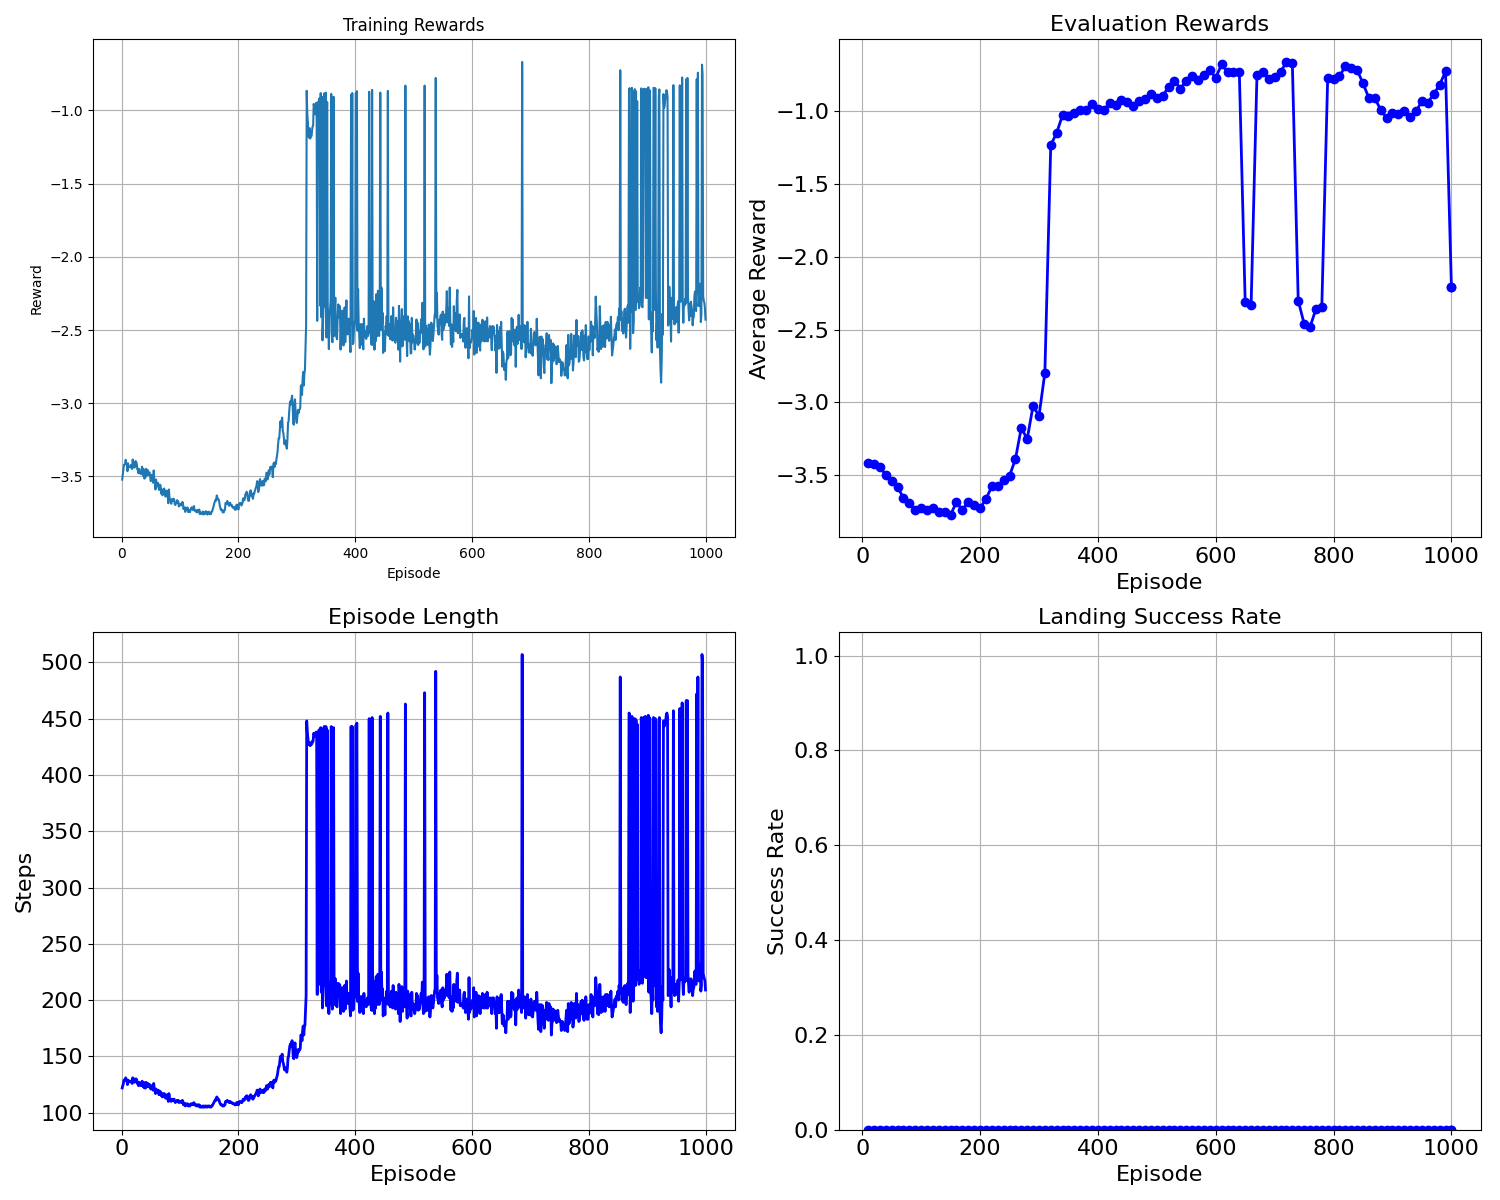 Training Rewards
Reward
−1.0
−1.5
−2.0
−2.5
−3.0
−3.5
0 200 400 600 800 1000
Episode
Evaluation Rewards
Average Reward
−1.0
−1.5
−2.0
−2.5
−3.0
−3.5
0 200 400 600 800 1000
Episode
Episode Length
Steps
500
450
400
350
300
250
200
150
100
0 200 400 600 800 1000
Episode
Landing Success Rate
Success Rate
1.0
0.8
0.6
0.4
0.2
0.0
0 200 400 600 800 1000
Episode